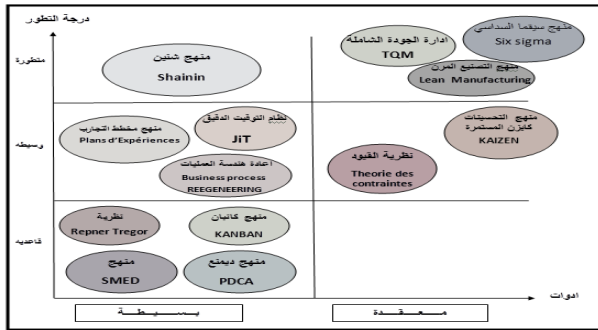 درجة التطور
متطورة
وسيطه
قاعديه
منهج شنين
Shainin
ادارة الجودة الشاملة
TQM
منهج سيقما السداسي
Six sigma
منهج التصنيع المرن
Lean Manufacturing
منهج مخطط التجارب
Plans d'Expériences
نظام التوقيت الدقيق
JiT
اعادة هندسة العمليات
Business process
REEGENEERING
نظرية القيود
Theorie des
contraintes
منهج التحسينات
كايزن المستمرة
KAIZEN
نظرية
Repner Tregor
منهج كانبان
KANBAN
منهج
SMED
منهج ديمنع
PDCA
ادوات
بسيطة
معقدة